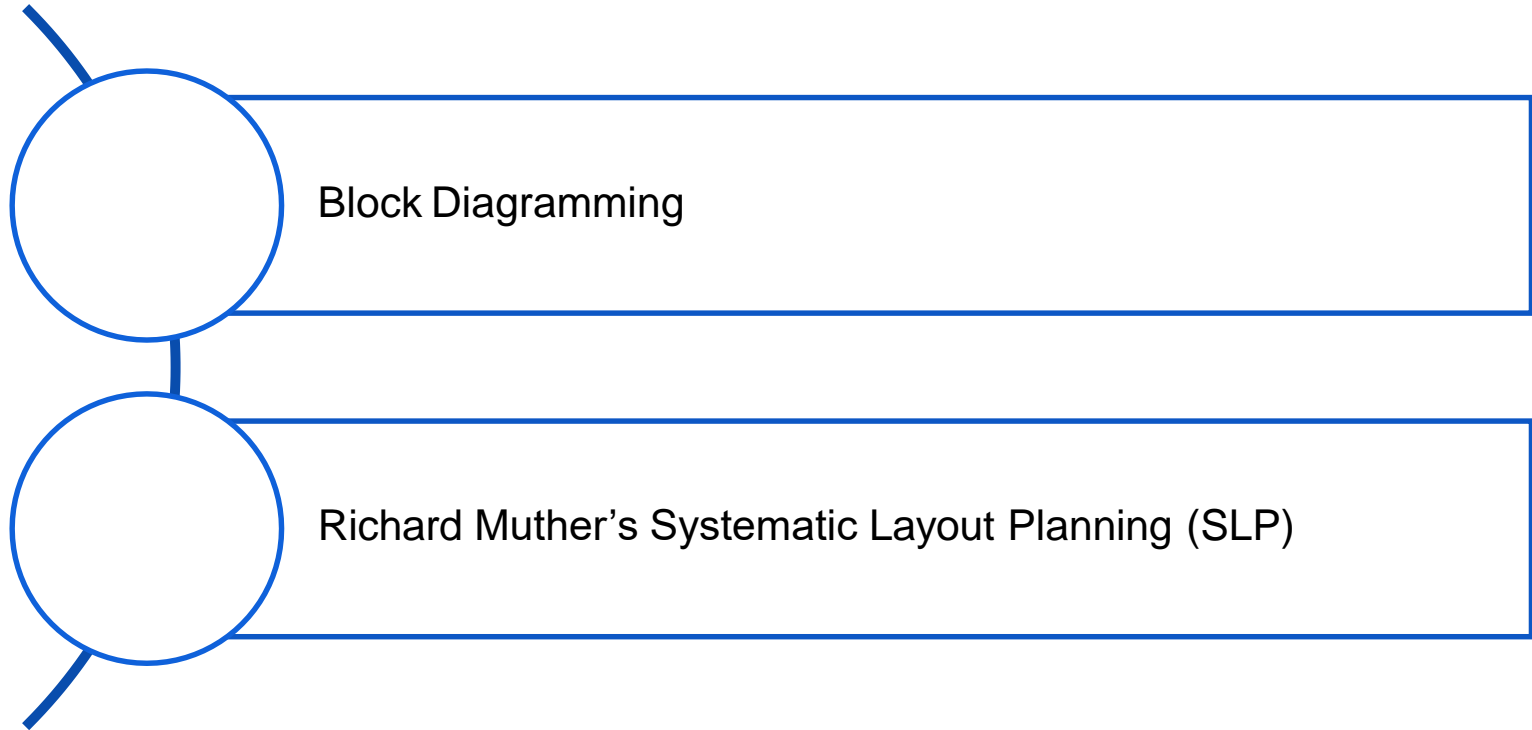 Block Diagramming
Richard Muther’s Systematic Layout Planning (SLP)